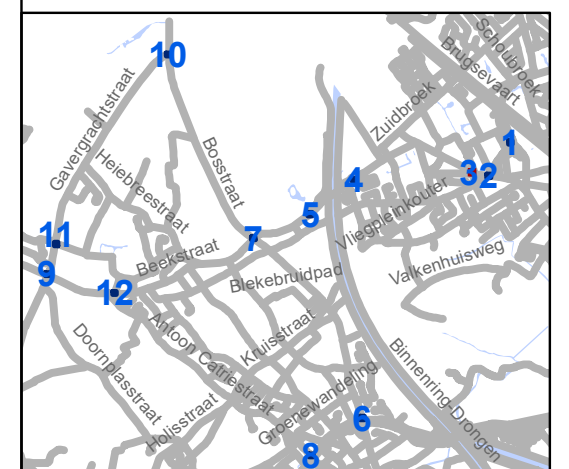 Schoubroek
Brugsevaart
10
Zuidbroek
Gavergrachtstraat
1
Bosstraat
Heiebreestraat
3
2
4
5
Vliegpleinkouter
11
7
Beekstraat
Valkenhuisweg
9
Blekebruidpad
12
Kruisstraat
Antoon Catriestraat
Doornplasstraat
Binnenring-Drongen
Groenewandeling
Holisstraat
6
8